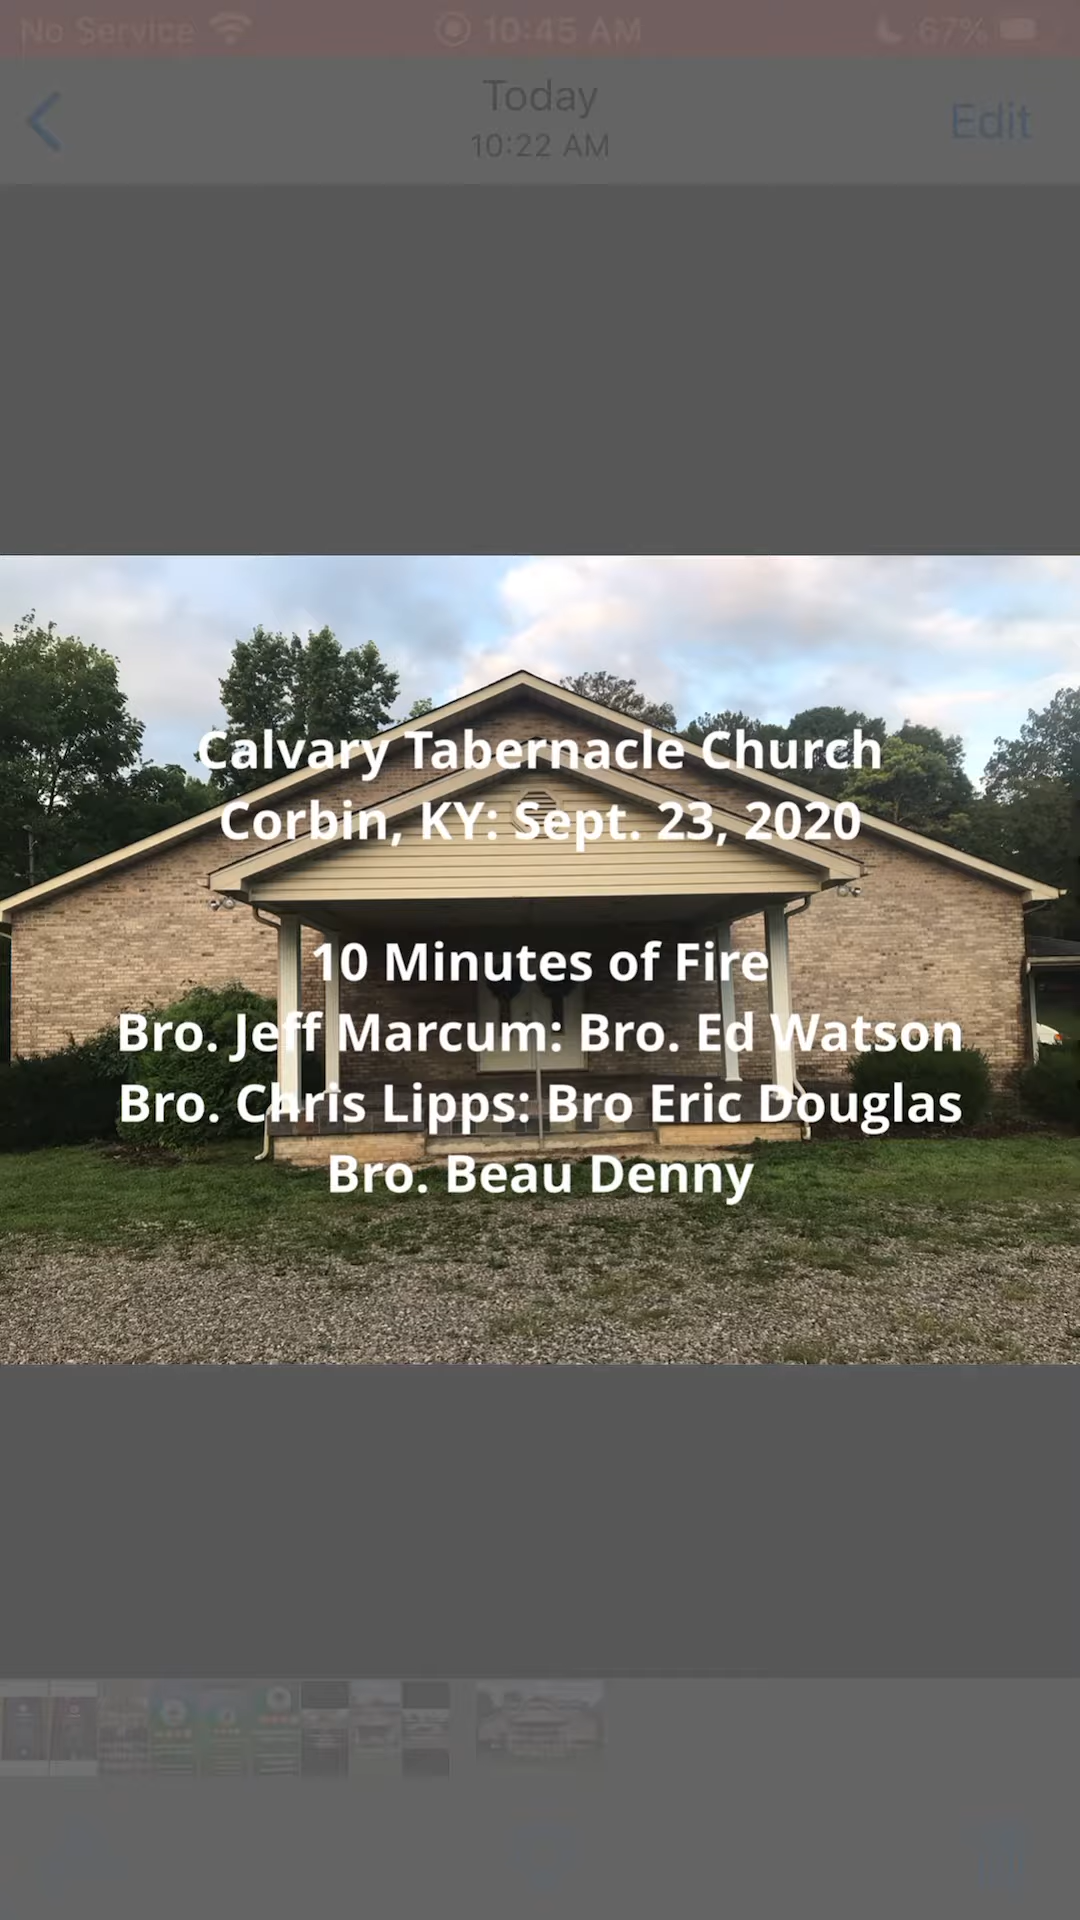 No Service 10:45 AM 67%
Today
10:22 AM
Edit
Calvary Tabernacle Church
Corbin, KY: Sept. 23, 2020
10 Minutes of Fire
Bro. Jeff Marcum: Bro. Ed Watson
Bro. Chris Lipps: Bro Eric Douglas
Bro. Beau Denny